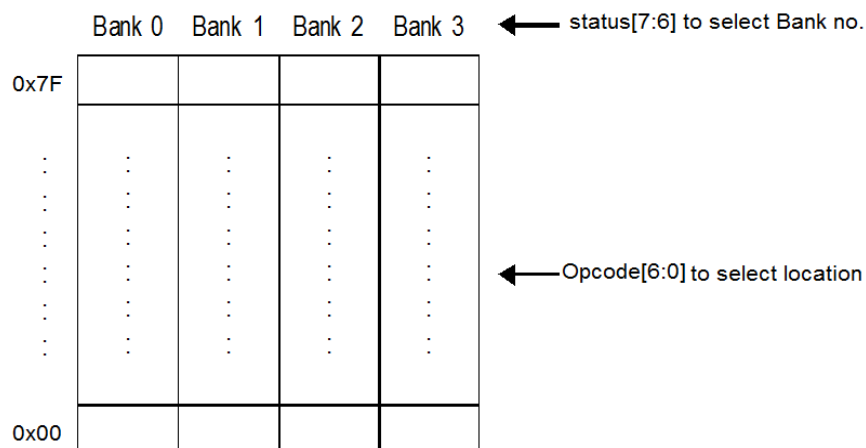 Bank 0 Bank 1 Bank 2 Bank 3 status[7:6] to select Bank no.
0x7F
Opcode[6:0] to select location
0x00